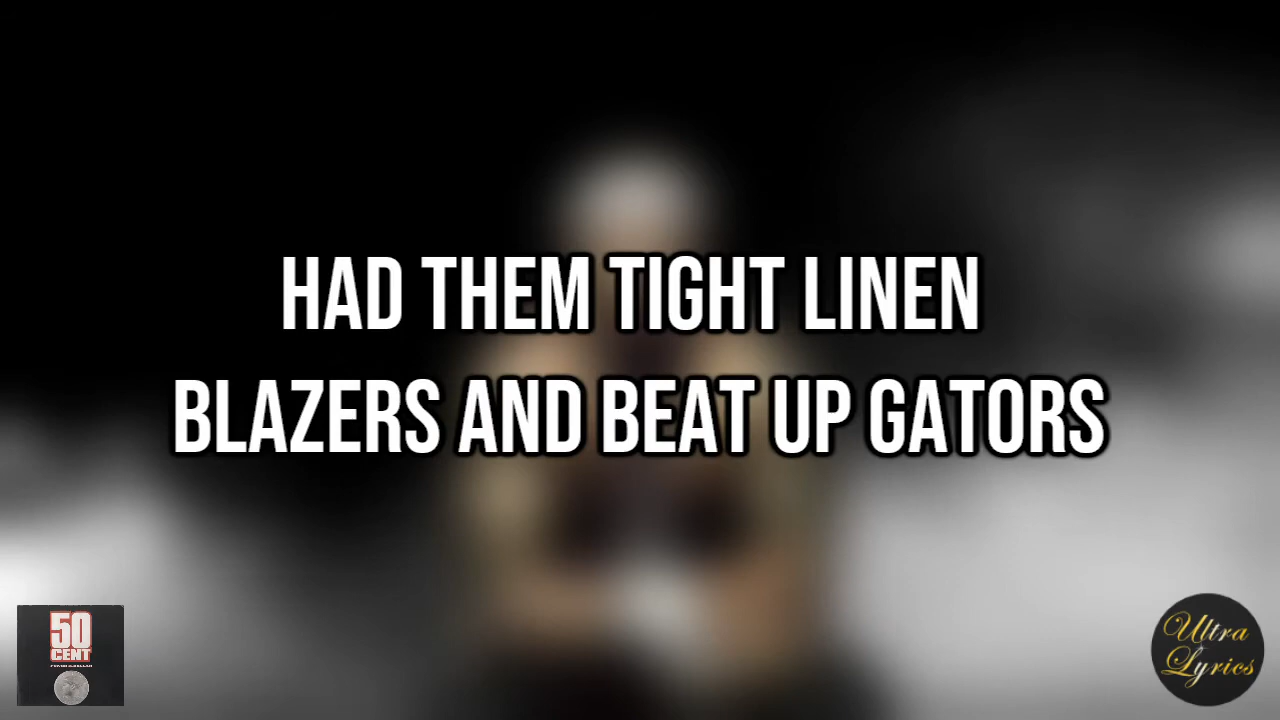 HAD THEM TIGHT LINEN
BLAZERS AND BEAT UP GATORS
50
CENT
Ultra
Lyrics